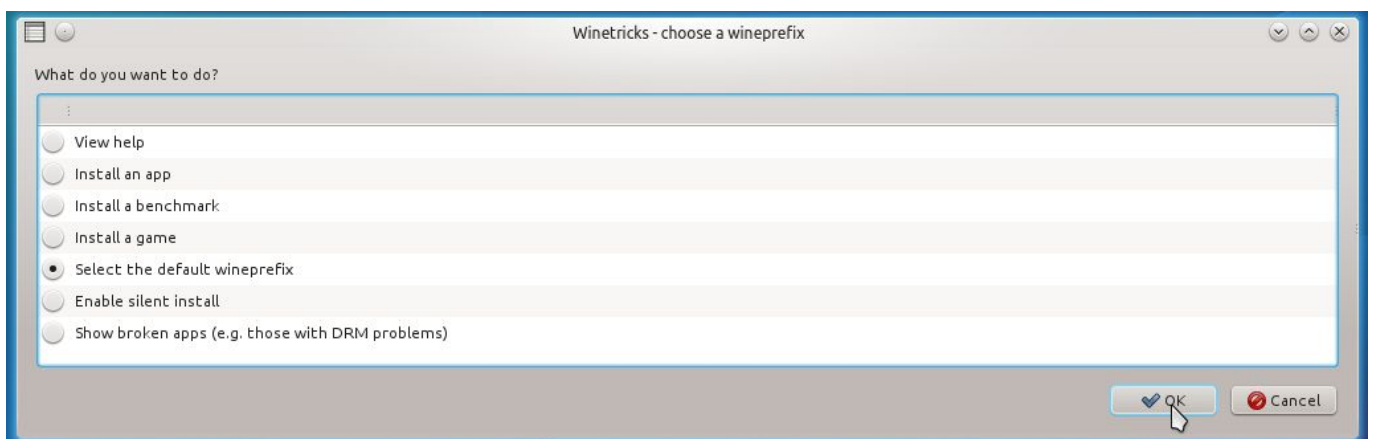 Winetricks - choose a wineprefix
What do you want to do?
View help
Install an app
Install a benchmark
Install a game
Select the default wineprefix
Enable silent install
Show broken apps (e.g. those with DRM problems)
OK Cancel